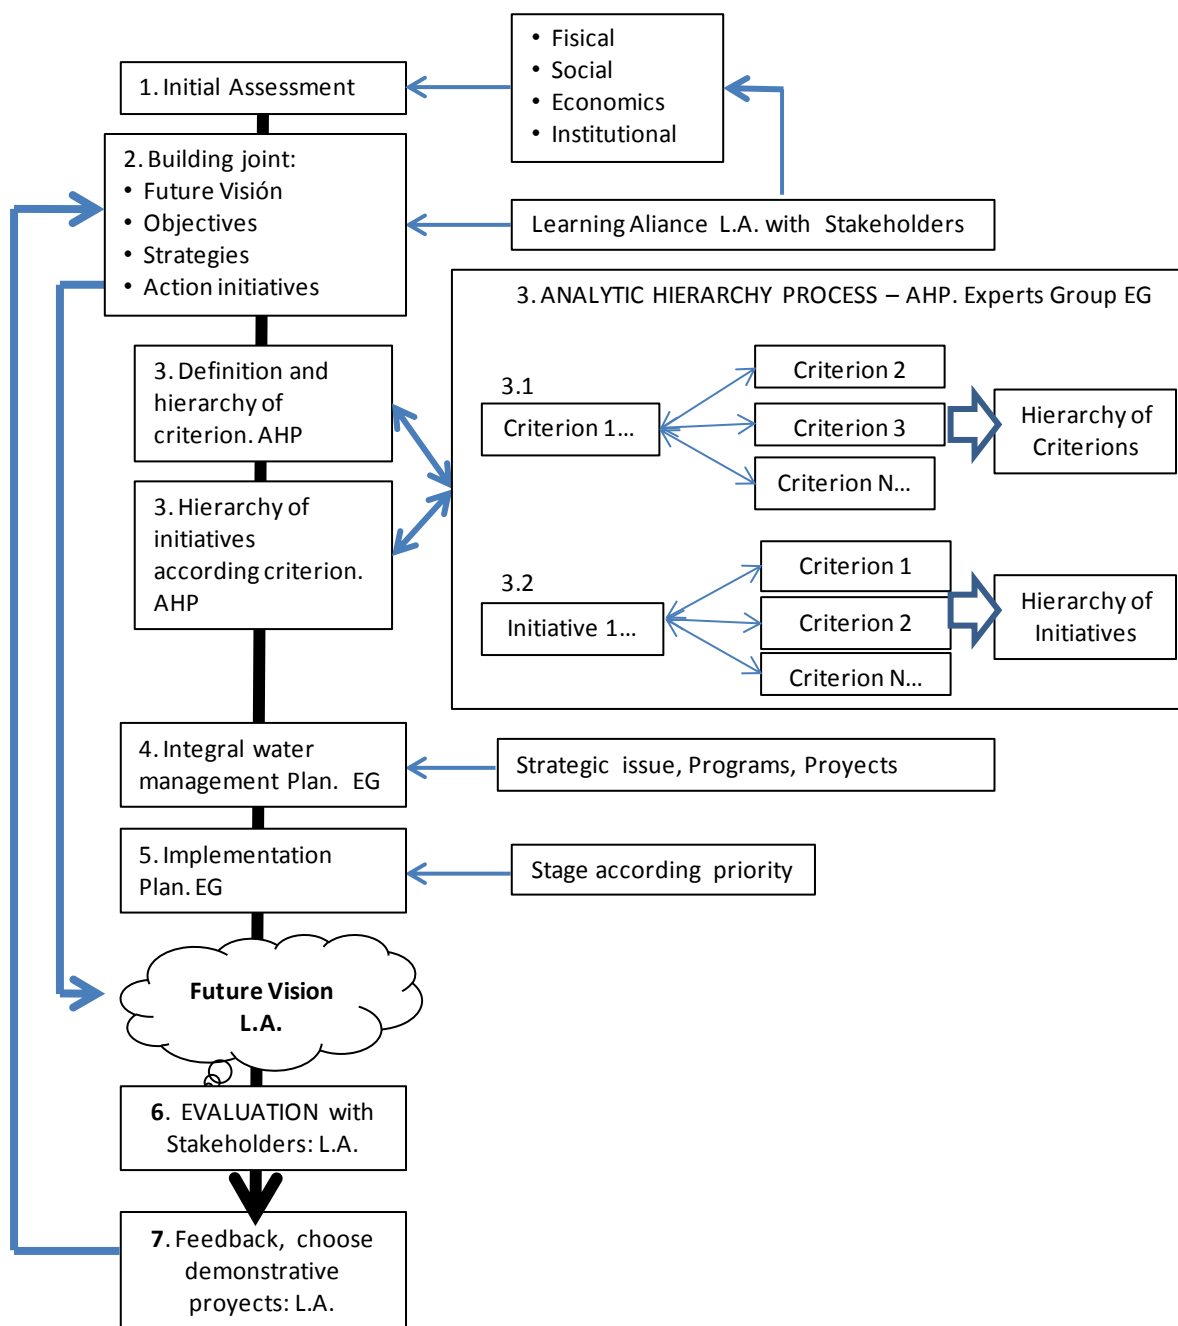 • Fisical
• Social
• Economics
• Institutional
1. Initial Assessment
2. Building joint:
• Future Visión
• Objectives
• Strategies
• Action initiatives
Learning Aliance L.A. with Stakeholders
3. ANALYTIC HIERARCHY PROCESS – AHP. Experts Group EG
3. Definition and
hierarchy of
criterion. AHP
3.1
Criterion 1...
Criterion 2
Criterion 3
Criterion N...
Hierarchy of
Criterions
3. Hierarchy of
initiatives
according criterion.
AHP
3.2
Initiative 1...
Criterion 1
Criterion 2
Criterion N...
Hierarchy of
Initiatives
4. Integral water
management Plan. EG
Strategic issue, Programs, Proyects
5. Implementation
Plan. EG
Stage according priority
Future Vision
L.A.
6. EVALUATION with
Stakeholders: L.A.
7. Feedback, choose
demonstrative
proyects: L.A.